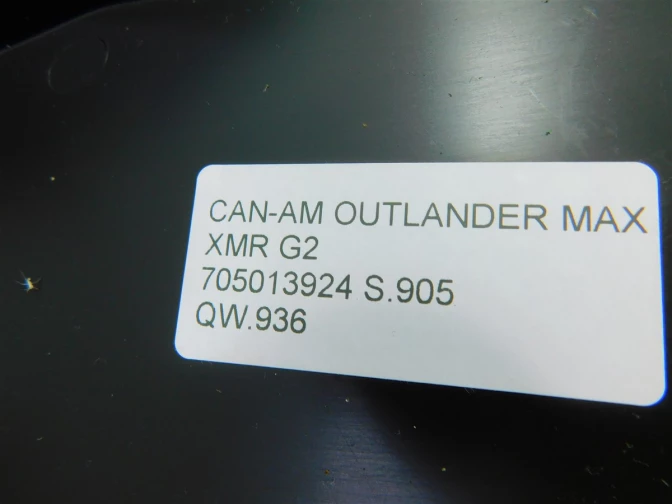 CAN-AM OUTLANDER MAX
XMR G2
705013924 S.905
QW.936